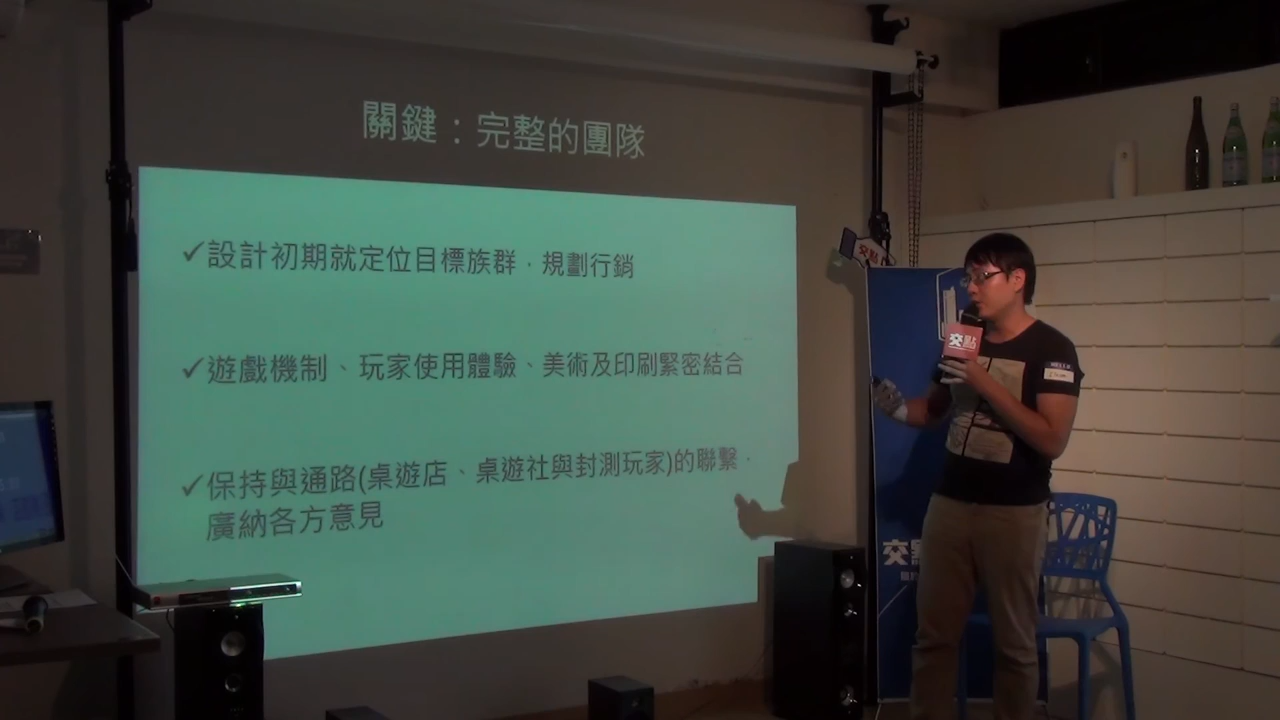 關鍵：完整的團隊
✓設計初期就定位目標族群，規劃行銷
✓遊戲機制、玩家使用體驗、美術及印刷緊密結合
✓保持與通路(桌遊店、桌遊社與封測玩家)的聯繫，
廣納各方意見
交點
交點
交點